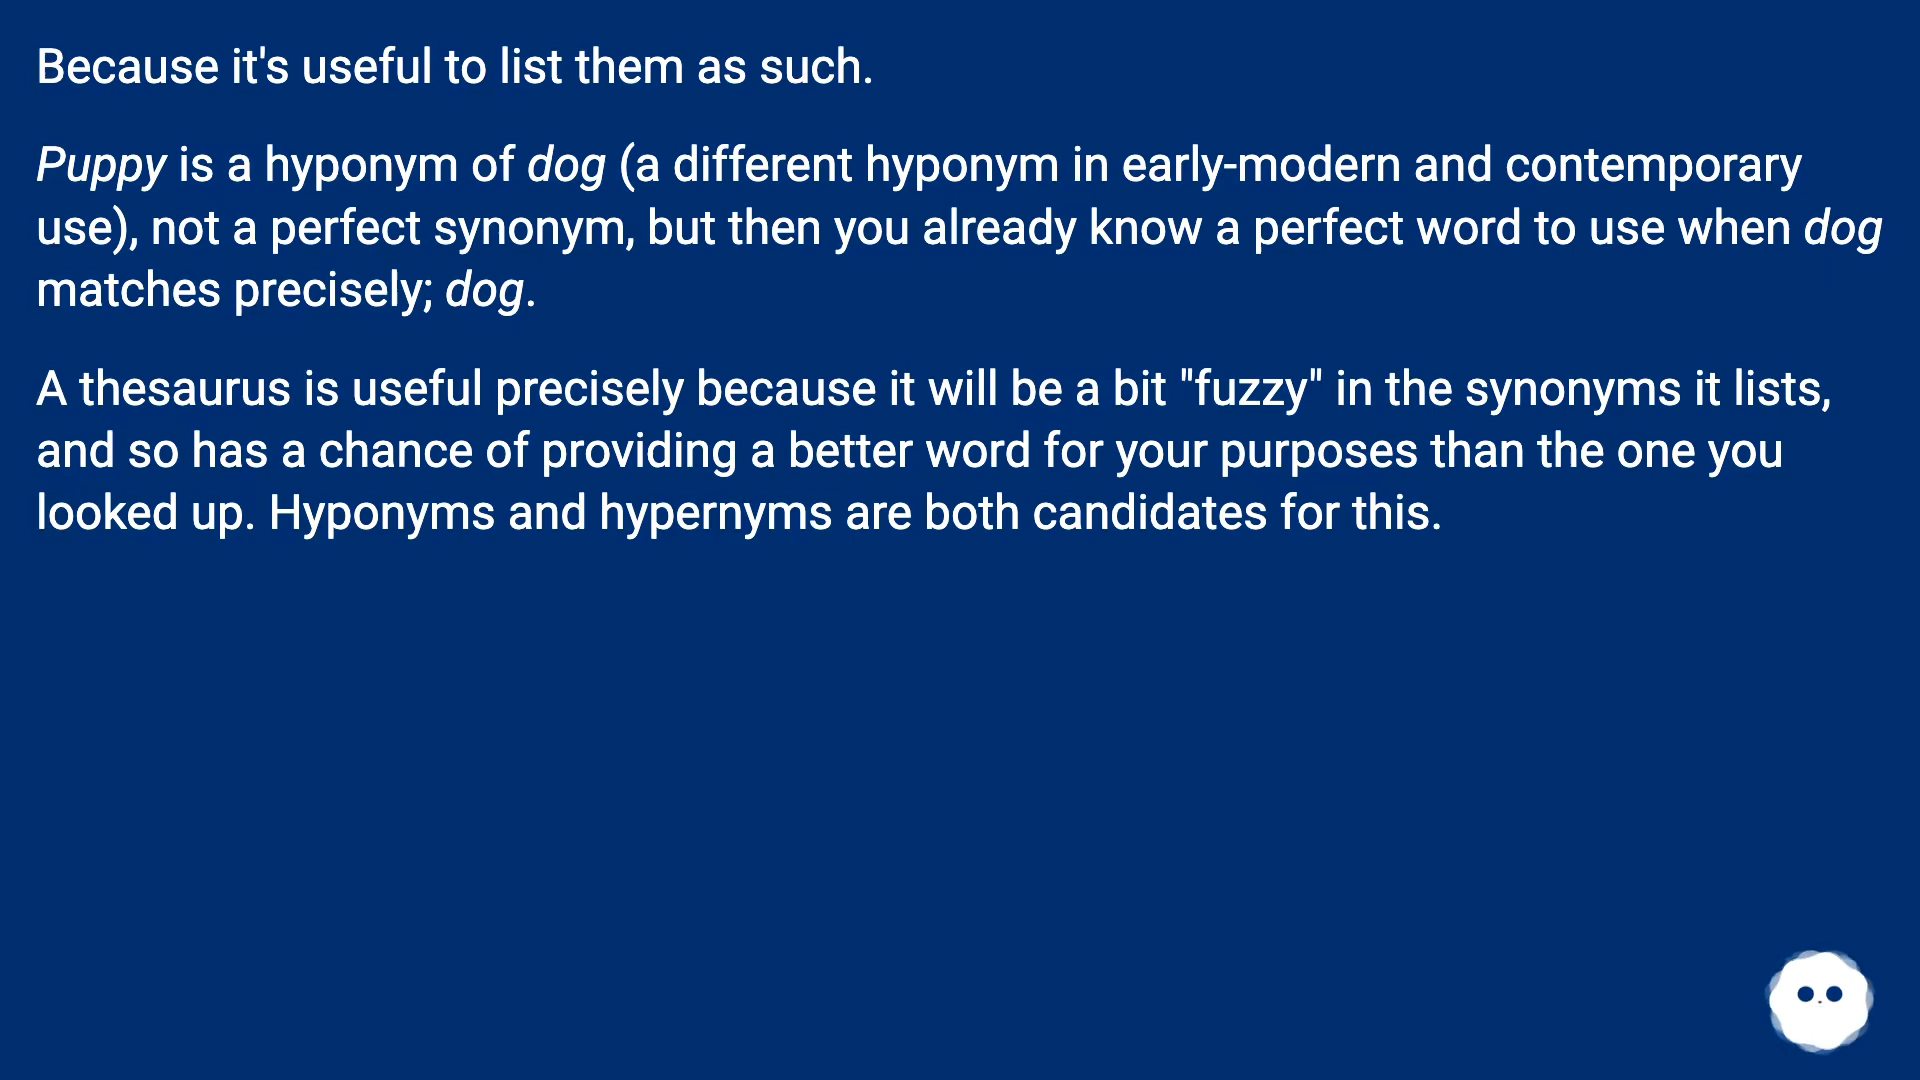 Because it's useful to list them as such.
Puppy is a hyponym of dog (a different hyponym in early-modern and contemporary
use), not a perfect synonym, but then you already know a perfect word to use when dog
matches precisely; dog.
A thesaurus is useful precisely because it will be a bit "fuzzy" in the synonyms it lists,
and so has a chance of providing a better word for your purposes than the one you
looked up. Hyponyms and hypernyms are both candidates for this.